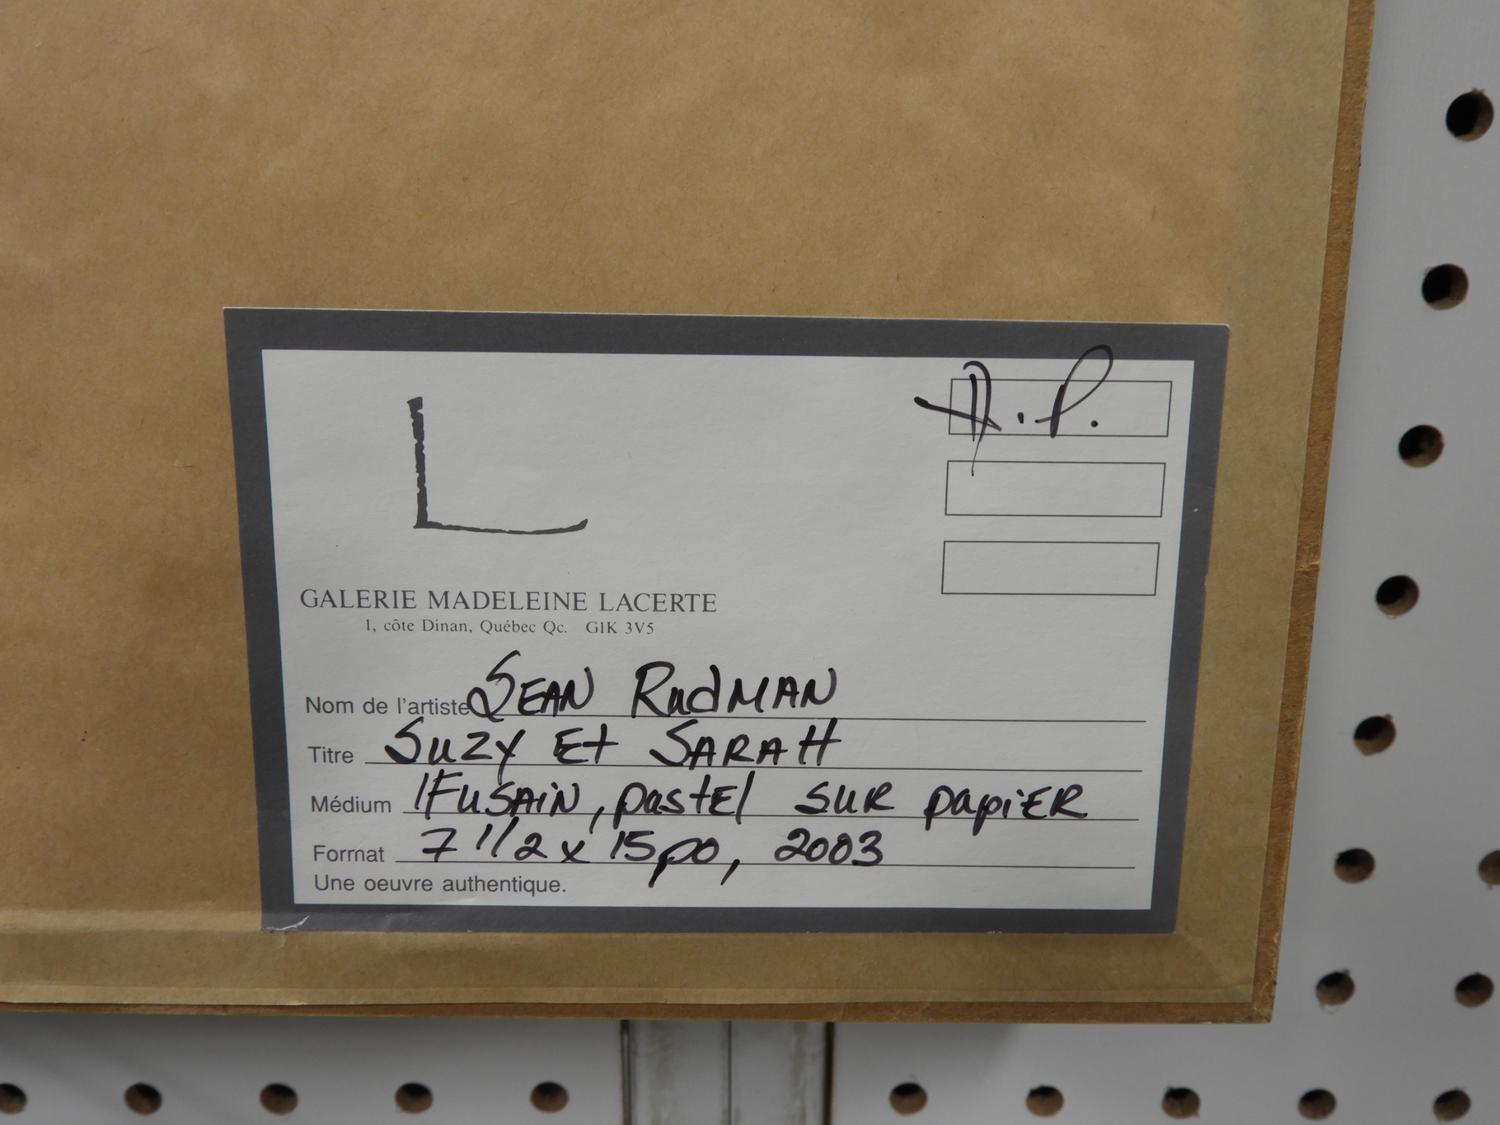 A.P.
L
GALERIE MADELEINE LACERTE
1, côte Dinan, Québec Qc. G1K 3V5
Nom de l'artiste SEAN RudMAN
Titre SuZY Et SARAH
Médium FuSAiN, pastEl SUR papiER
Format 7 1/2 x 15po, 2003
Une oeuvre authentique.